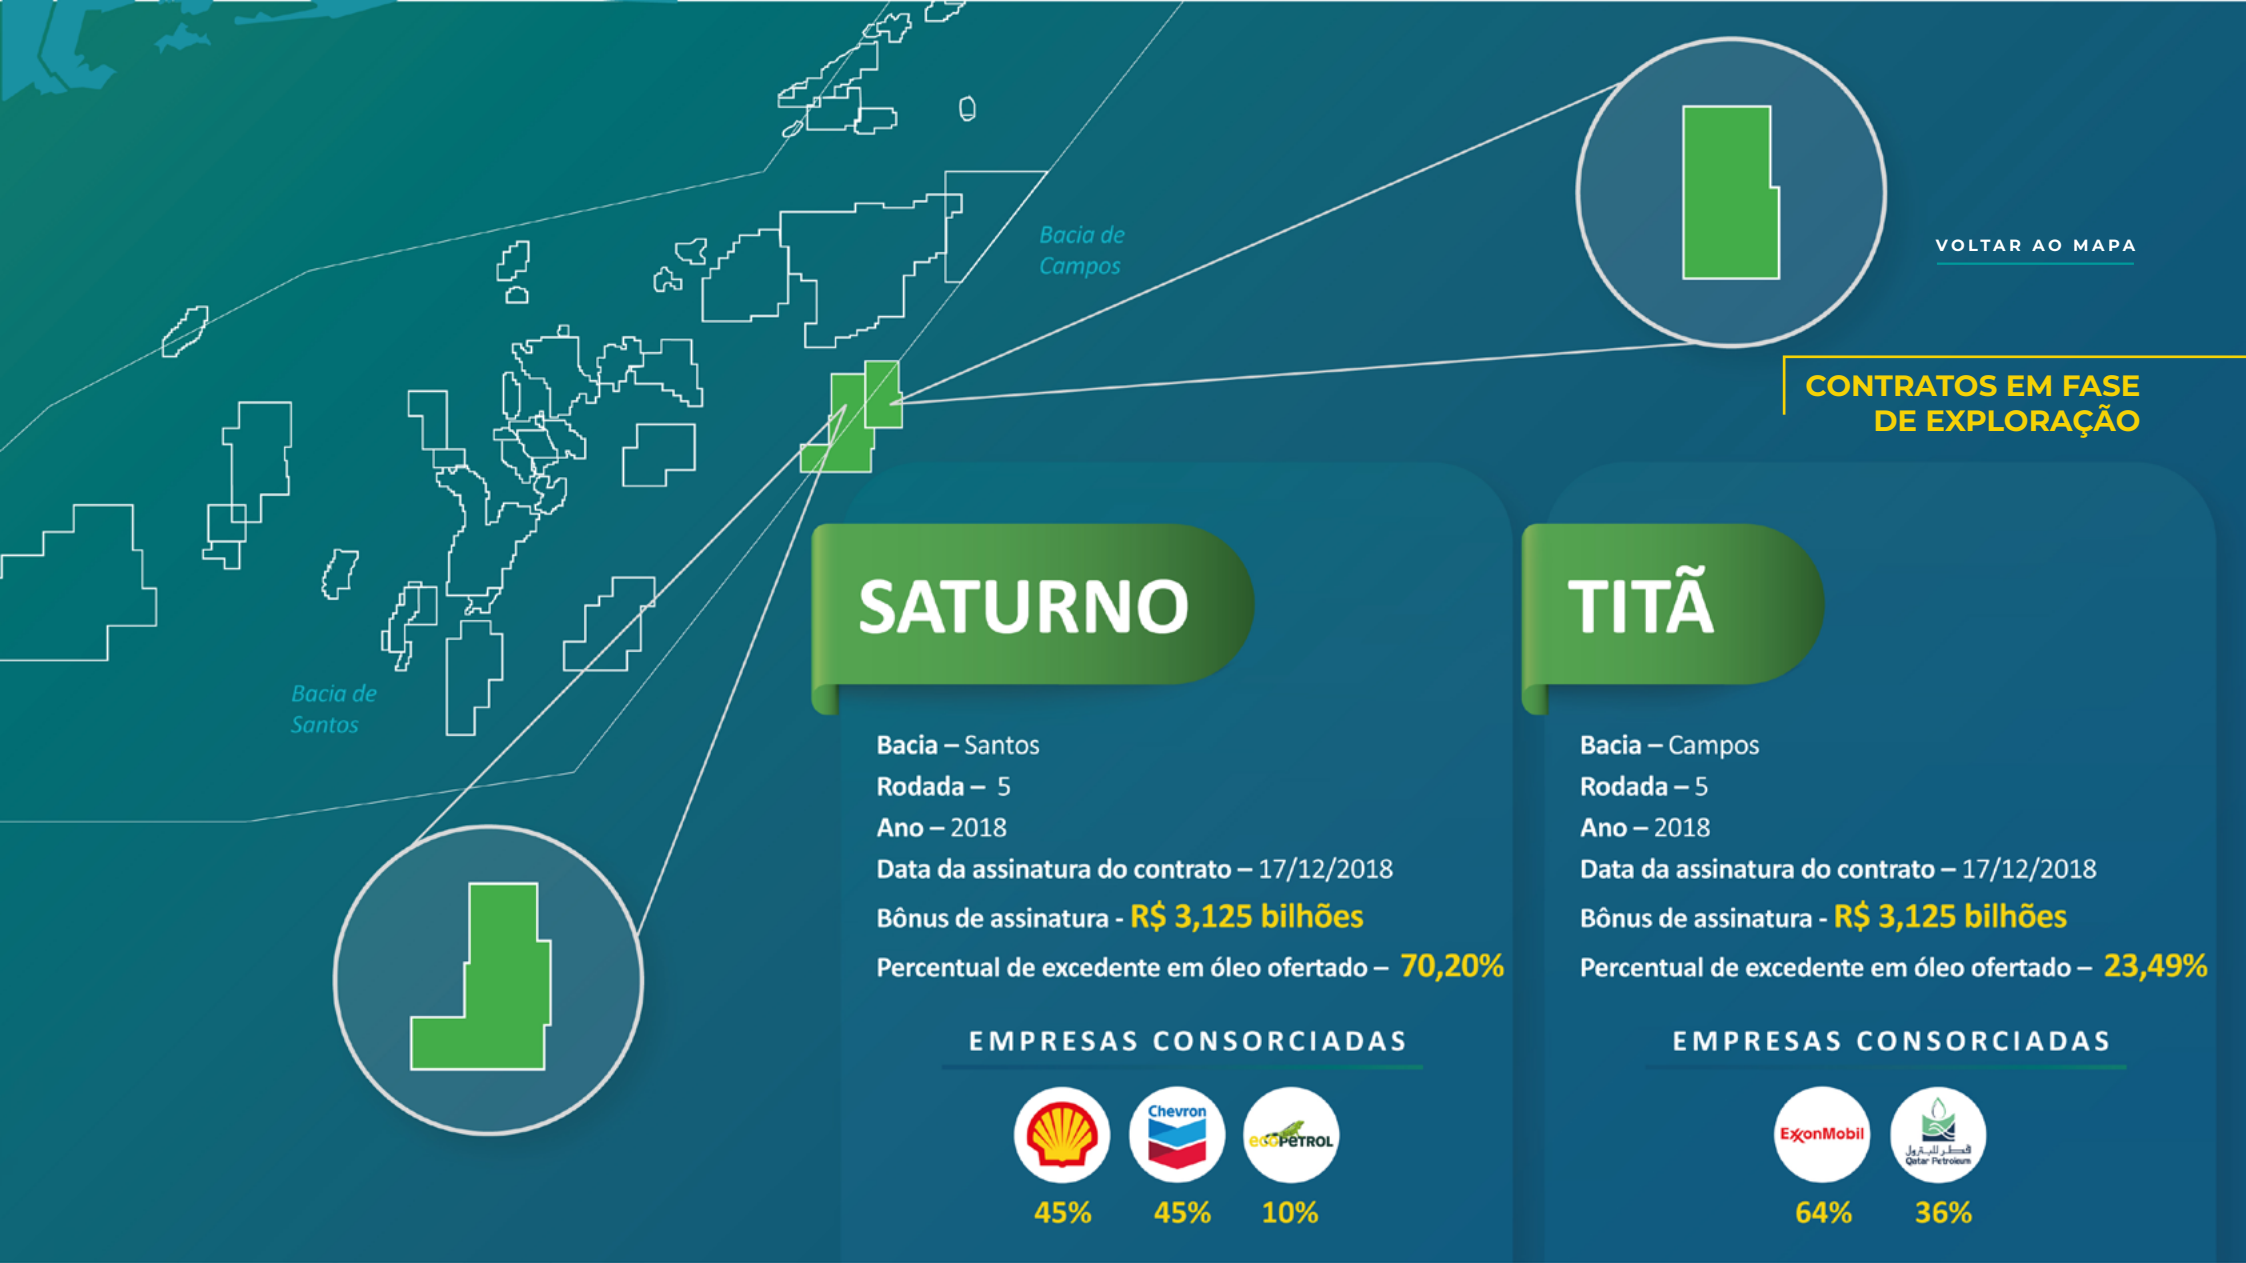 Bacia de
Campos
VOLTAR AO MAPA
CONTRATOS EM FASE
DE EXPLORAÇÃO
Bacia de
Santos
SATURNO
Bacia – Santos
Rodada – 5
Ano – 2018
Data da assinatura do contrato – 17/12/2018
Bônus de assinatura - R$ 3,125 bilhões
Percentual de excedente em óleo ofertado – 70,20%
EMPRESAS CONSORCIADAS
Chevron
ecoPETROL
45% 45% 10%
TITÃ
Bacia – Campos
Rodada – 5
Ano – 2018
Data da assinatura do contrato – 17/12/2018
Bônus de assinatura - R$ 3,125 bilhões
Percentual de excedente em óleo ofertado – 23,49%
EMPRESAS CONSORCIADAS
ExxonMobil
قطر للبترول
Qatar Petroleum
64% 36%